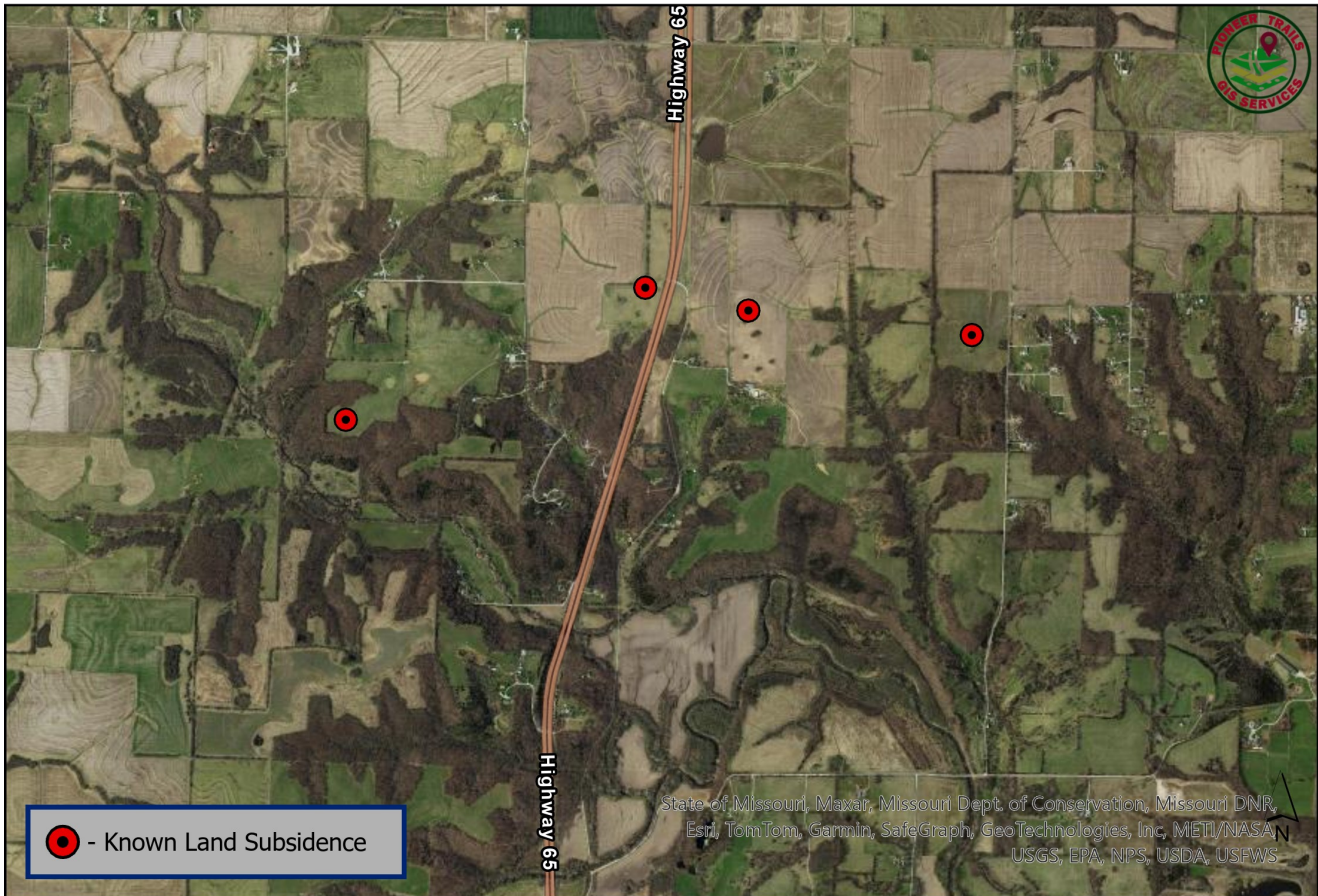 Highway 65
PIONEER TRAILS
GIS SERVICES
Highway 65
- Known Land Subsidence
State of Missouri, Maxar, Missouri Dept. of Conservation, Missouri DNR,
Esri, TomTom, Garmin, SafeGraph, GeoTechnologies, Inc, METI/NASA,
USGS, EPA, NPS, USDA, USFWS
N